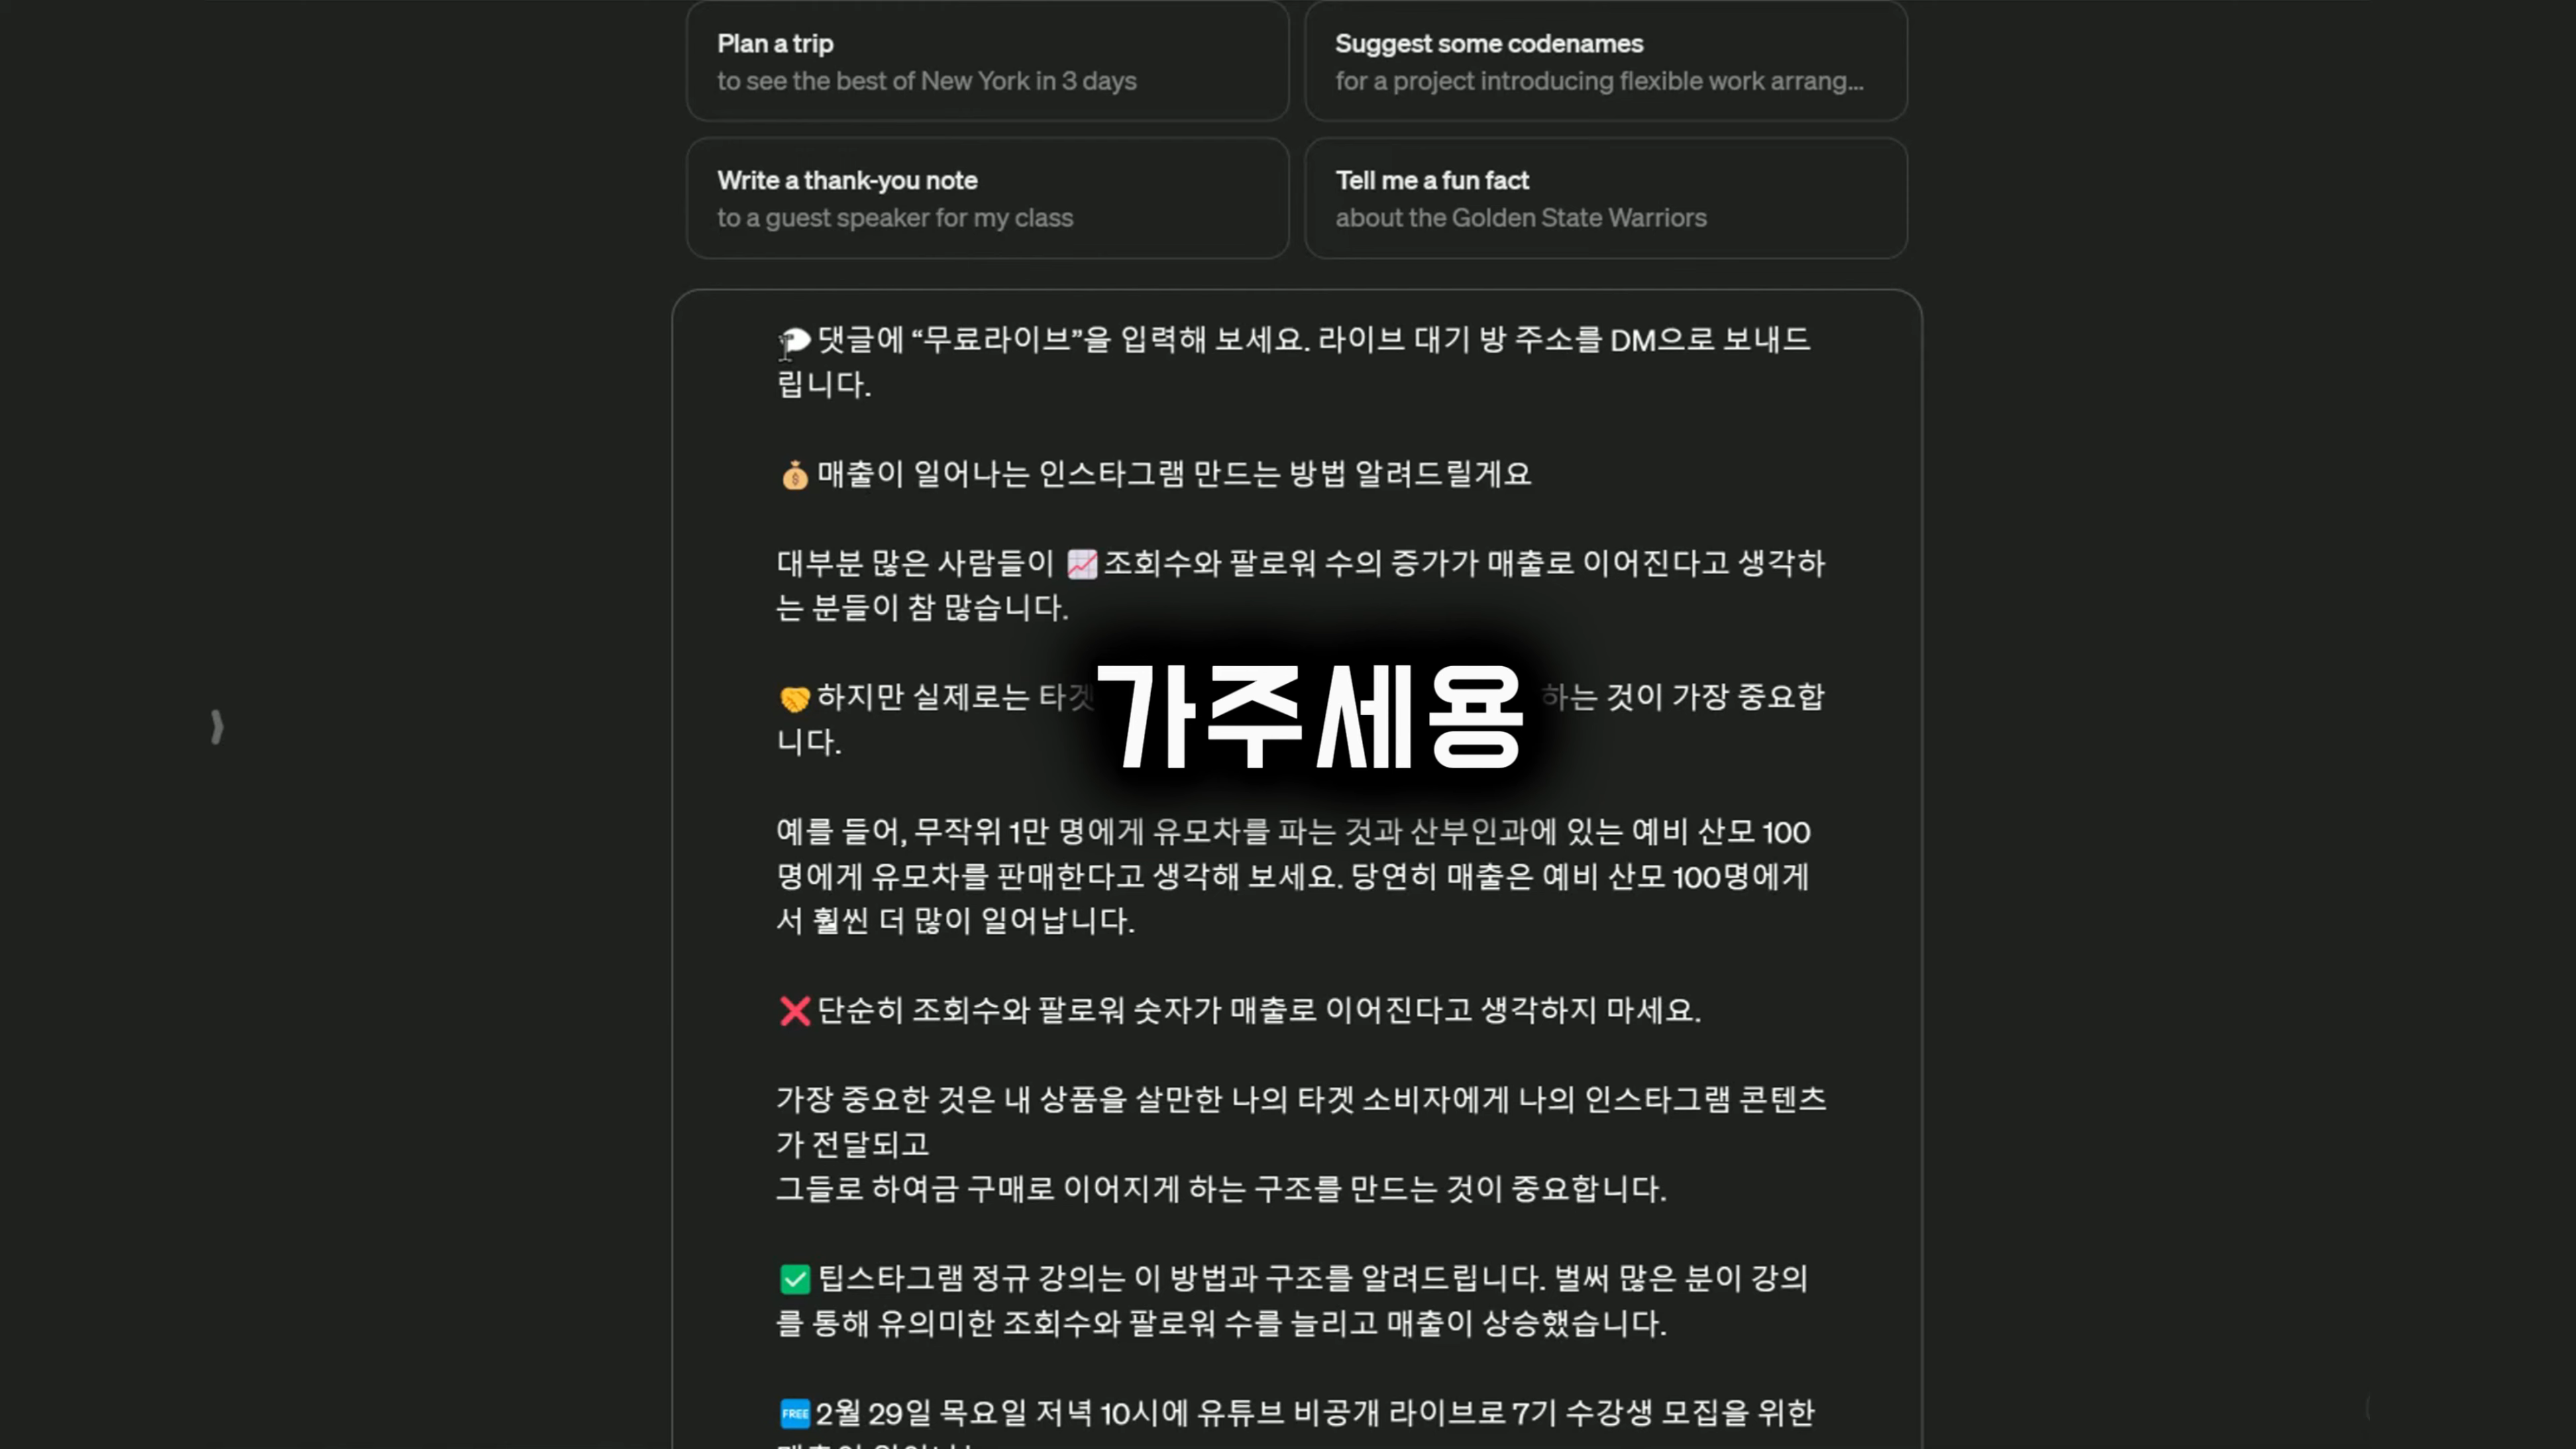 Plan a trip
to see the best of New York in 3 days
Suggest some codenames
for a project introducing flexible work arrang...
Write a thank-you note
to a guest speaker for my class
Tell me a fun fact
about the Golden State Warriors
댓글에 “무료라이브”을 입력해 보세요. 라이브 대기 방 주소를 DM으로 보내드
립니다.
💰 매출이 일어나는 인스타그램 만드는 방법 알려드릴게요
대부분 많은 사람들이 📈 조회수와 팔로워 수의 증가가 매출로 이어진다고 생각하
는 분들이 참 많습니다.
🤝 하지만 실제로는 타겟 하는 것이 가장 중요합
가주세용
니다.
예를 들어, 무작위 1만 명에게 유모차를 파는 것과 산부인과에 있는 예비 산모 100
명에게 유모차를 판매한다고 생각해 보세요. 당연히 매출은 예비 산모 100명에게
서 훨씬 더 많이 일어납니다.
❌ 단순히 조회수와 팔로워 숫자가 매출로 이어진다고 생각하지 마세요.
가장 중요한 것은 내 상품을 살만한 나의 타겟 소비자에게 나의 인스타그램 콘텐츠
가 전달되고
그들로 하여금 구매로 이어지게 하는 구조를 만드는 것이 중요합니다.
✅ 팁스타그램 정규 강의는 이 방법과 구조를 알려드립니다. 벌써 많은 분이 강의
를 통해 유의미한 조회수와 팔로워 수를 늘리고 매출이 상승했습니다.
🆓 2월 29일 목요일 저녁 10시에 유튜브 비공개 라이브로 7기 수강생 모집을 위한